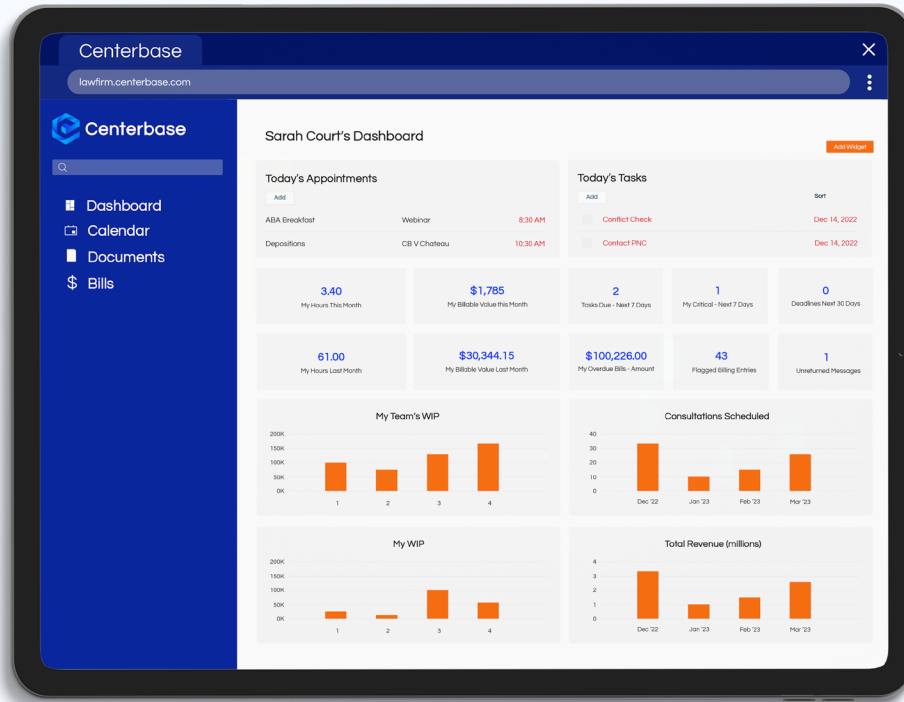 Centerbase
lawfirm.centerbase.com
Centerbase
Dashboard
Calendar
Documents
$ Bills
Sarah Court's Dashboard
Add Widget
Today's Appointments
Add
ABA Breakfast Webinar 8:30 AM
Depositions CB V Chateau 10:30 AM
Today's Tasks
Add Sort
Conflict Check Dec 14, 2022
Contact PNC Dec 14, 2022
3.40
My Hours This Month
$1,785
My Billable Value this Month
2
Tasks Due - Next 7 Days
1
My Critical - Next 7 Days
0
Deadlines Next 30 Days
61.00
My Hours Last Month
$30,344.15
My Billable Value Last Month
$100,226.00
My Overdue Bills - Amount
43
Flagged Billing Entries
1
Unreturned Messages
My Team's WIP
200K
150K
100K
50K
0K
1 2 3 4
Consultations Scheduled
40
30
20
10
0
Dec '22 Jan '23 Feb '23 Mar '23
My WIP
200K
150K
100K
50K
0K
1 2 3 4
Total Revenue (millions)
4
3
2
1
0
Dec '22 Jan '23 Feb '23 Mar '23